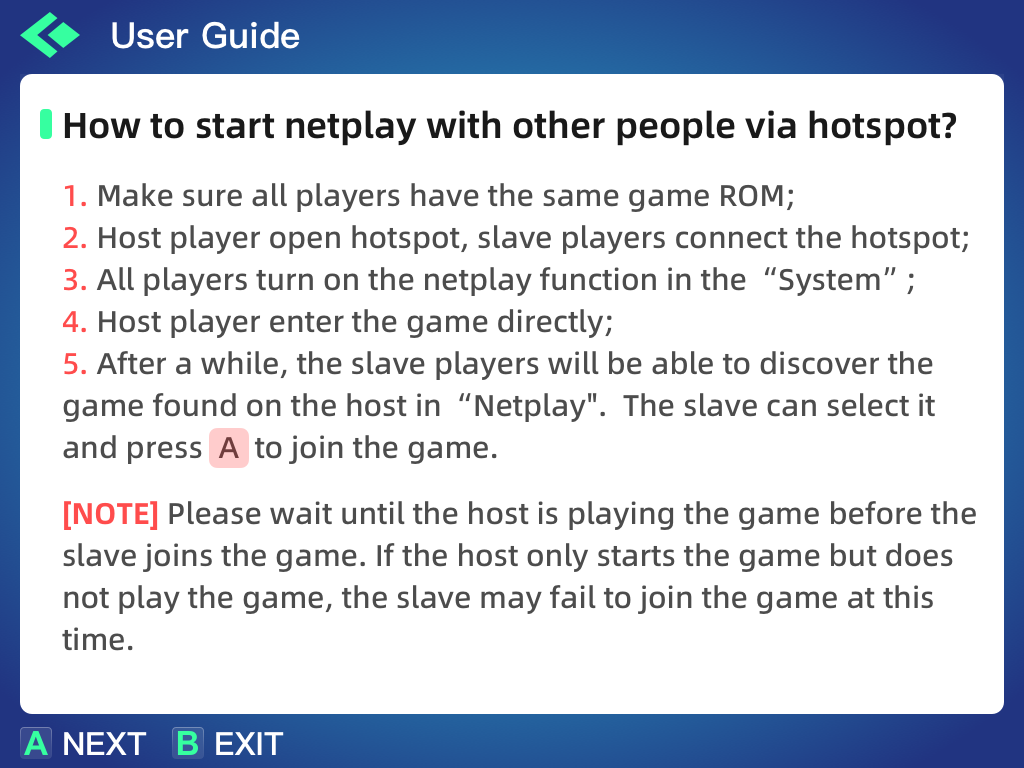 User Guide
How to start netplay with other people via hotspot?
1. Make sure all players have the same game ROM;
2. Host player open hotspot, slave players connect the hotspot;
3. All players turn on the netplay function in the “System” ;
4. Host player enter the game directly;
5. After a while, the slave players will be able to discover the
game found on the host in “Netplay". The slave can select it
and press A to join the game.
[NOTE] Please wait until the host is playing the game before the
slave joins the game. If the host only starts the game but does
not play the game, the slave may fail to join the game at this
time.
A NEXT B EXIT